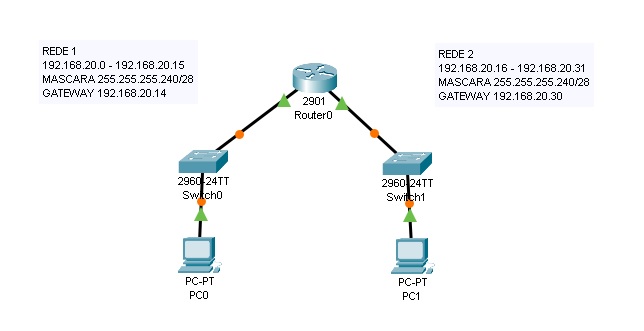 REDE 1
192.168.20.0 - 192.168.20.15
MASCARA 255.255.255.240/28
GATEWAY 192.168.20.14
REDE 2
192.168.20.16 - 192.168.20.31
MASCARA 255.255.255.240/28
GATEWAY 192.168.20.30
2901
Router0
2960-24TT
Switch0
2960-24TT
Switch1
PC-PT
PC0
PC-PT
PC1